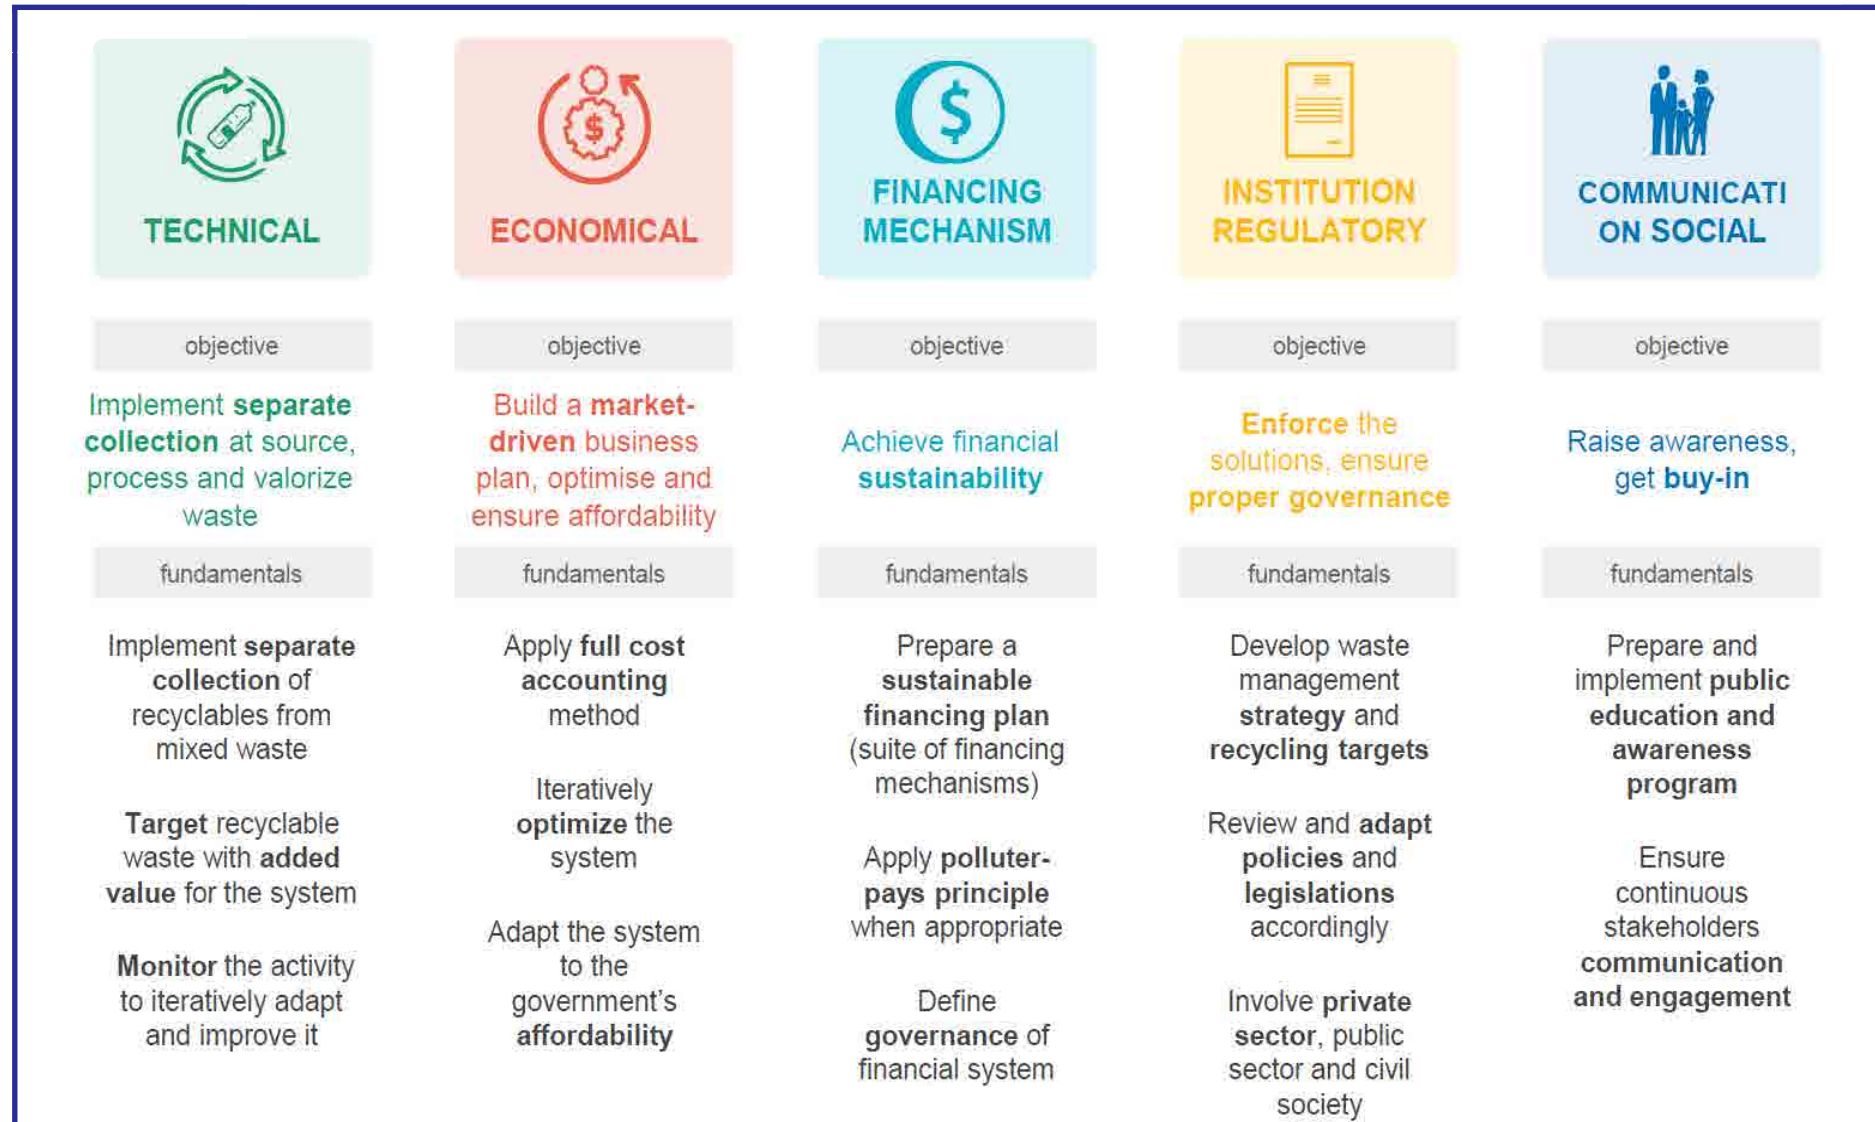 TECHNICAL
objective
Implement separate
collection at source,
process and valorize
waste
fundamentals
Implement separate
collection of
recyclables from
mixed waste
Target recyclable
waste with added
value for the system
Monitor the activity
to iteratively adapt
and improve it
$
ECONOMICAL
objective
Build a market-
driven business
plan, optimise and
ensure affordability
fundamentals
Apply full cost
accounting
method
Iteratively
optimize the
system
Adapt the system
to the
government's
affordability
$
FINANCING
MECHANISM
objective
Achieve financial
sustainability
fundamentals
Prepare a
sustainable
financing plan
(suite of financing
mechanisms)
Apply polluter-
pays principle
when appropriate
Define
governance of
financial system
INSTITUTION
REGULATORY
objective
Enforce the
solutions, ensure
proper governance
fundamentals
Develop waste
management
strategy and
recycling targets
Review and adapt
policies and
legislations
accordingly
Involve private
sector, public
sector and civil
society
COMMUNICATI
ON SOCIAL
objective
Raise awareness,
get buy-in
fundamentals
Prepare and
implement public
education and
awareness
program
Ensure
continuous
stakeholders
communication
and engagement